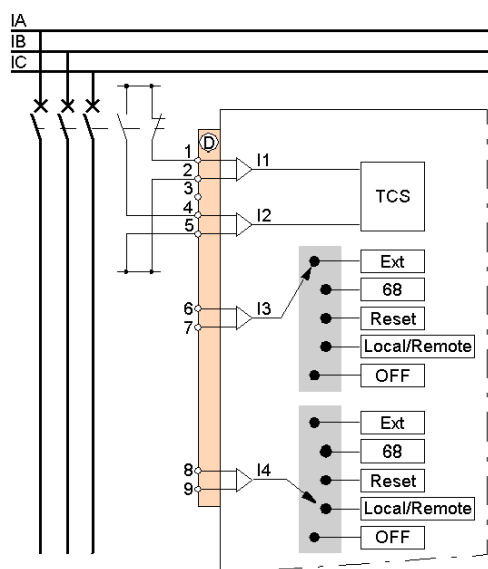 IA
IB
IC
D
1
I1
2
TCS
3
4
I2
5
Ext
68
6
I3
Reset
7
Local/Remote
OFF
Ext
68
8
I4
Reset
9
Local/Remote
OFF